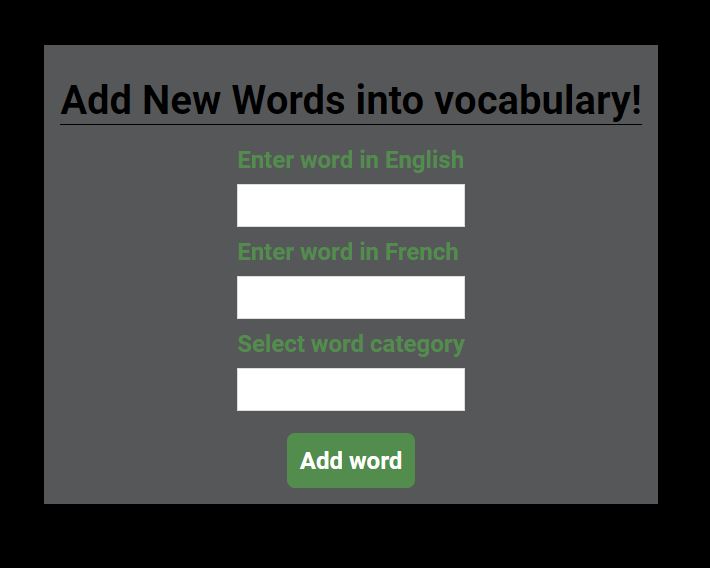 Add New Words into vocabulary!
Enter word in English
Enter word in French
Select word category
Add word